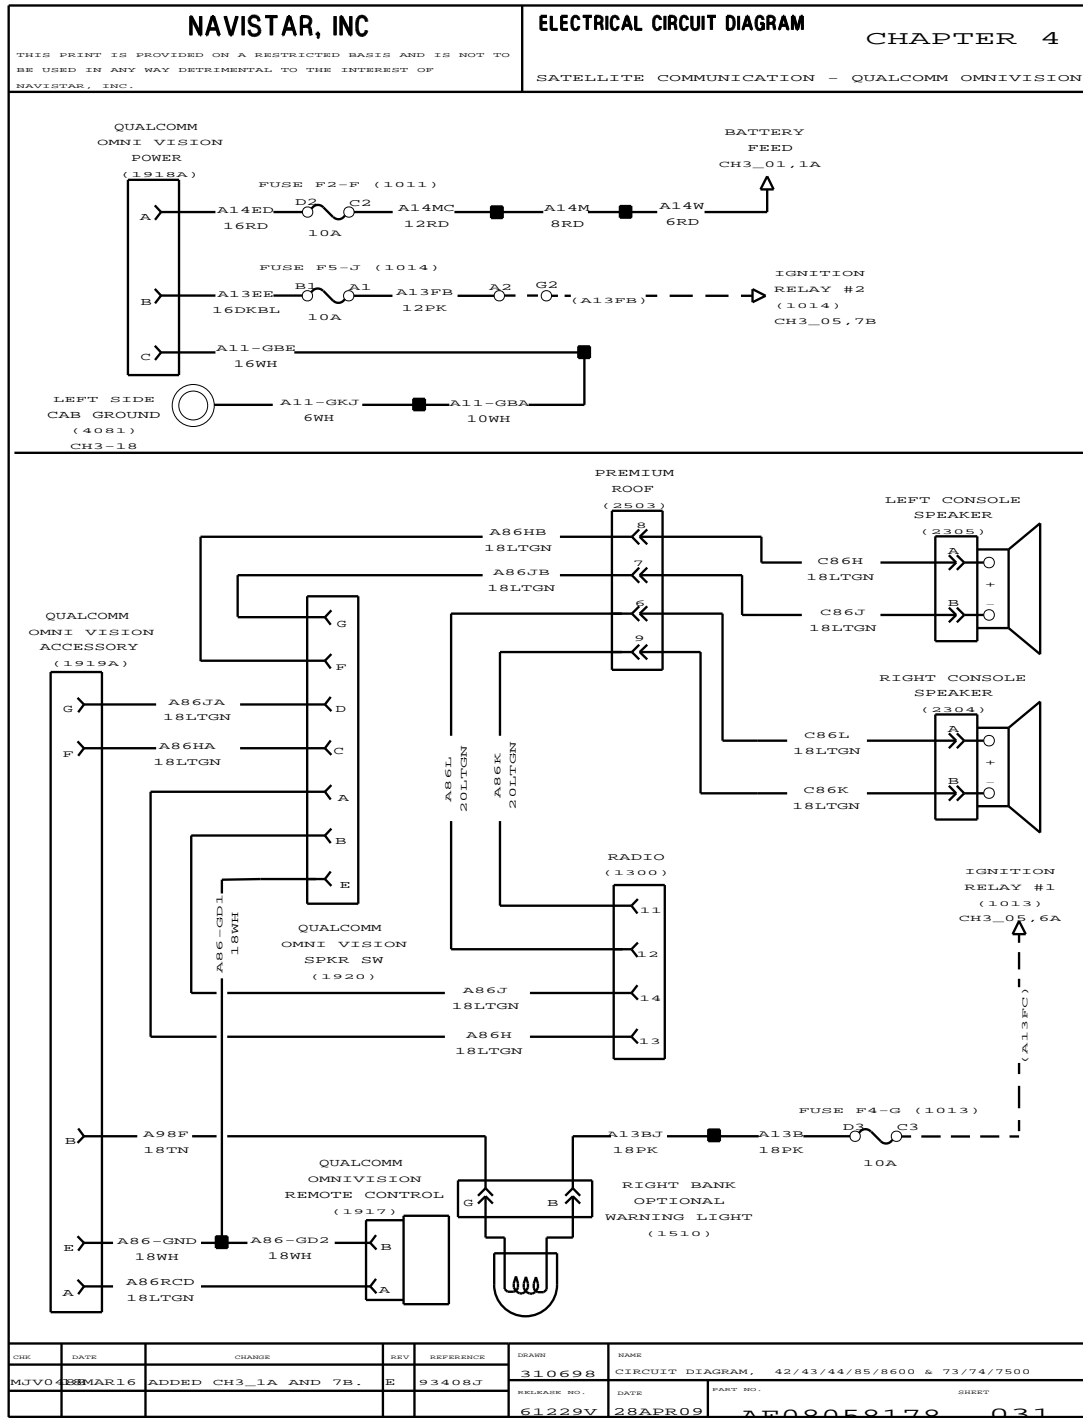 NAVISTAR, INC
THIS PRINT IS PROVIDED ON A RESTRICTED BASIS AND IS NOT TO
BE USED IN ANY WAY DETRIMENTAL TO THE INTEREST OF
NAVISTAR, INC.
ELECTRICAL CIRCUIT DIAGRAM
CHAPTER 4
SATELLITE COMMUNICATION - QUALCOMM OMNIVISION
QUALCOMM
OMNI VISION
POWER
(1918A)
BATTERY
FEED
CH3_01,1A
FUSE F2-F (1011)
A
A14ED
16RD
D2
C2
10A
A14MC
12RD
A14M
8RD
A14W
6RD
FUSE F5-J (1014)
B
A13EE
16DKBL
B1
A1
10A
A13FB
12PK
A2
G2
(A13FB)
IGNITION
RELAY #2
(1014)
CH3_05,7B
C
A11-GBE
16WH
LEFT SIDE
CAB GROUND
(4081)
CH3-18
A11-GKJ
6WH
A11-GBA
10WH
PREMIUM
ROOF
(2503)
8
7
6
9
A86HB
18LTGN
A86JB
18LTGN
LEFT CONSOLE
SPEAKER
(2305)
A
B
+
-
C86H
18LTGN
C86J
18LTGN
QUALCOMM
OMNI VISION
ACCESSORY
(1919A)
G
F
G
F
D
C
A
B
E
A86JA
18LTGN
A86HA
18LTGN
RIGHT CONSOLE
SPEAKER
(2304)
A
B
+
-
C86L
18LTGN
C86K
18LTGN
A86L
20LTGN
A86K
20LTGN
RADIO
(1300)
11
12
14
13
A86-GD1
18WH
QUALCOMM
OMNI VISION
SPKR SW
(1920)
A86J
18LTGN
A86H
18LTGN
IGNITION
RELAY #1
(1013)
CH3_05,6A
(A13FC)
FUSE F4-G (1013)
B
A98F
18TN
A13BJ
18PK
A13B
18PK
D3
C3
10A
QUALCOMM
OMNIVISION
REMOTE CONTROL
(1917)
G
B
RIGHT BANK
OPTIONAL
WARNING LIGHT
(1510)
E
A86-GND
18WH
A86-GD2
18WH
B
A
A86RCD
18LTGN
A
CHK
DATE
CHANGE
REV
REFERENCE
DRAWN
NAME
MAR16
ADDED CH3_1A AND 7B.
E
93408J
310698
CIRCUIT DIAGRAM, 42/43/44/85/8600 & 73/74/7500
RELEASE NO.
DATE
PART NO.
SHEET
61229V
28APR09
AE08058178
031